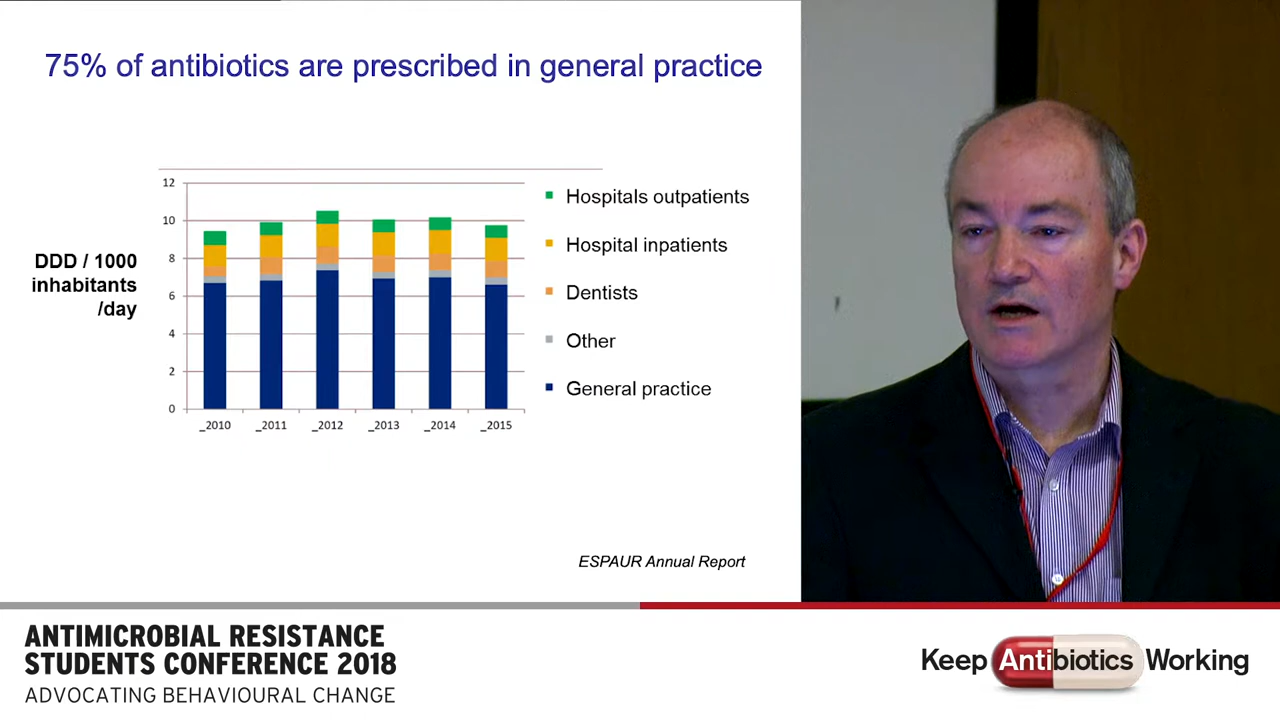 75% of antibiotics are prescribed in general practice
12
10
8
6
4
2
0
DDD / 1000
inhabitants
/day
_2010
_2011
_2012
_2013
_2014
_2015
Hospitals outpatients
Hospital inpatients
Dentists
Other
General practice
ESPAUR Annual Report
ANTIMICROBIAL RESISTANCE
STUDENTS CONFERENCE 2018
ADVOCATING BEHAVIOURAL CHANGE
Keep Antibiotics Working